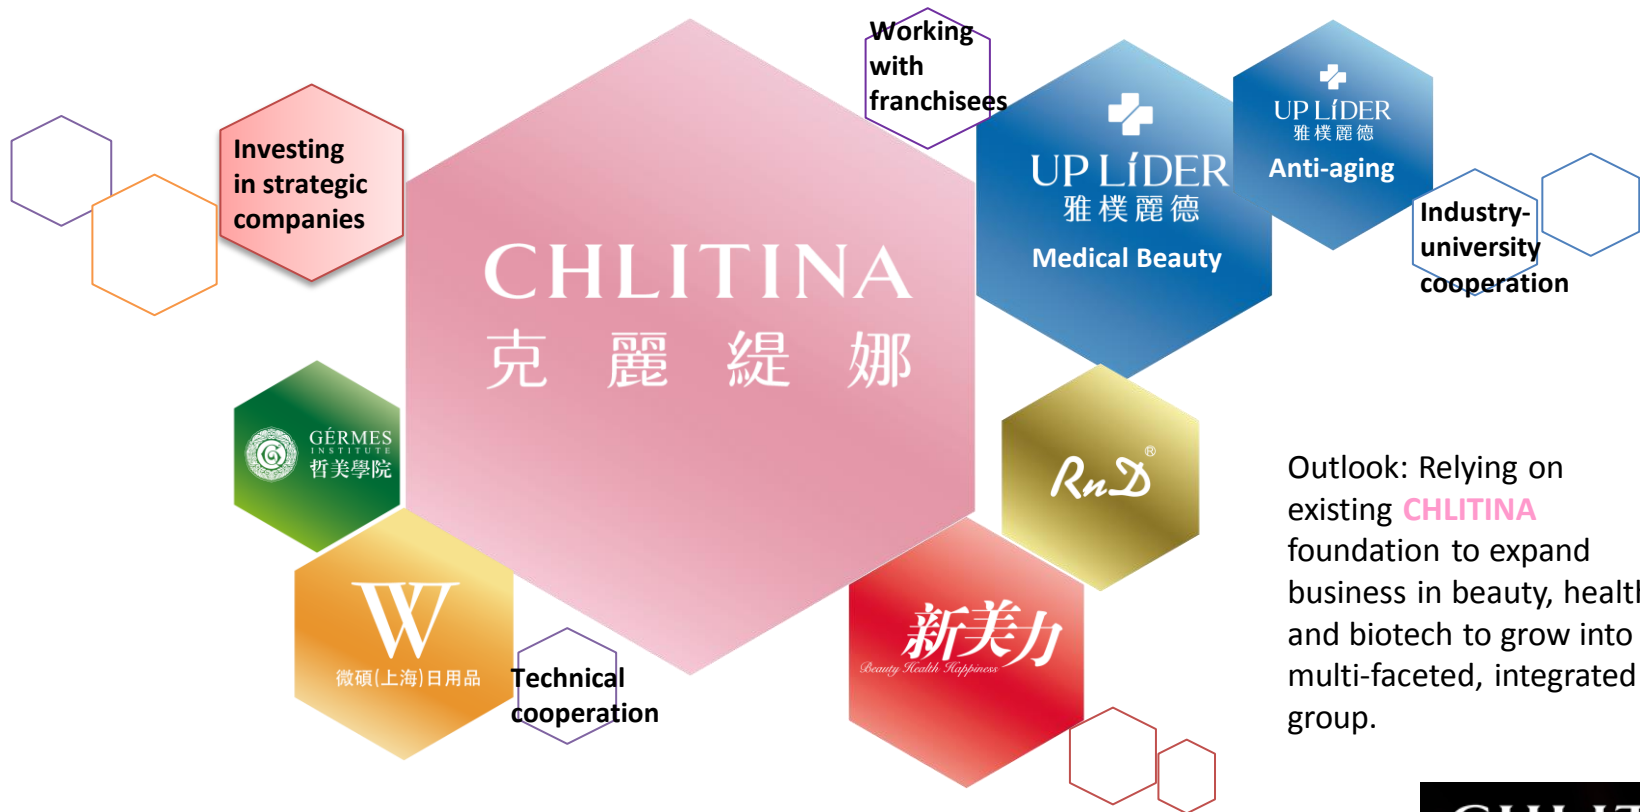 Working
with
franchisees
Investing
in strategic
companies
CHLITINA
克麗緹娜
UP LÍDER
雅樸麗德
Medical Beauty
UP LÍDER
雅樸麗德
Anti-aging
Industry-
university
cooperation
GÉRMES
INSTITUTE
哲美學院
RnD®
W
微碩(上海)日用品
Technical
cooperation
新美力
Beauty Health Happiness
Outlook: Relying on
existing CHLITINA
foundation to expand
business in beauty, health
and biotech to grow into
multi-faceted, integrated
group.